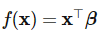 f(𝐱) = 𝐱⊤𝜷